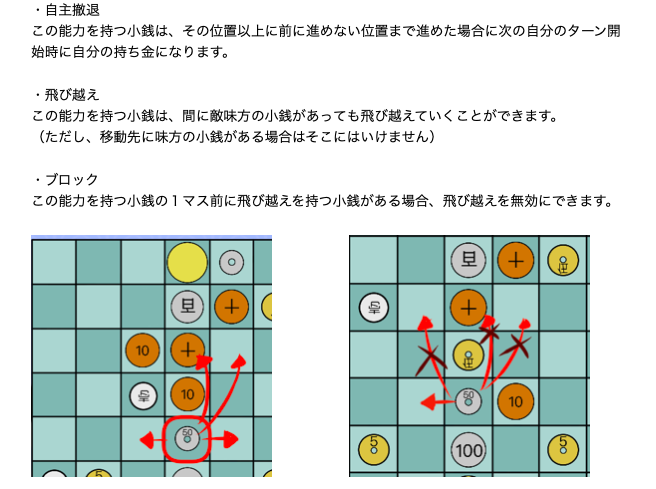 ・自主撤退
この能力を持つ小銭は、その位置以上に前に進めない位置まで進めた場合に次の自分のターン開
始時に自分の持ち金になります。
・飛び越え
この能力を持つ小銭は、間に敵味方の小銭があっても飛び越えていくことができます。
（ただし、移動先に味方の小銭がある場合はそこにはいけません）
・ブロック
この能力を持つ小銭の１マス前に飛び越えを持つ小銭がある場合、飛び越えを無効にできます。
十
10
十
10
50
5
十
十
50
10
5
100
5